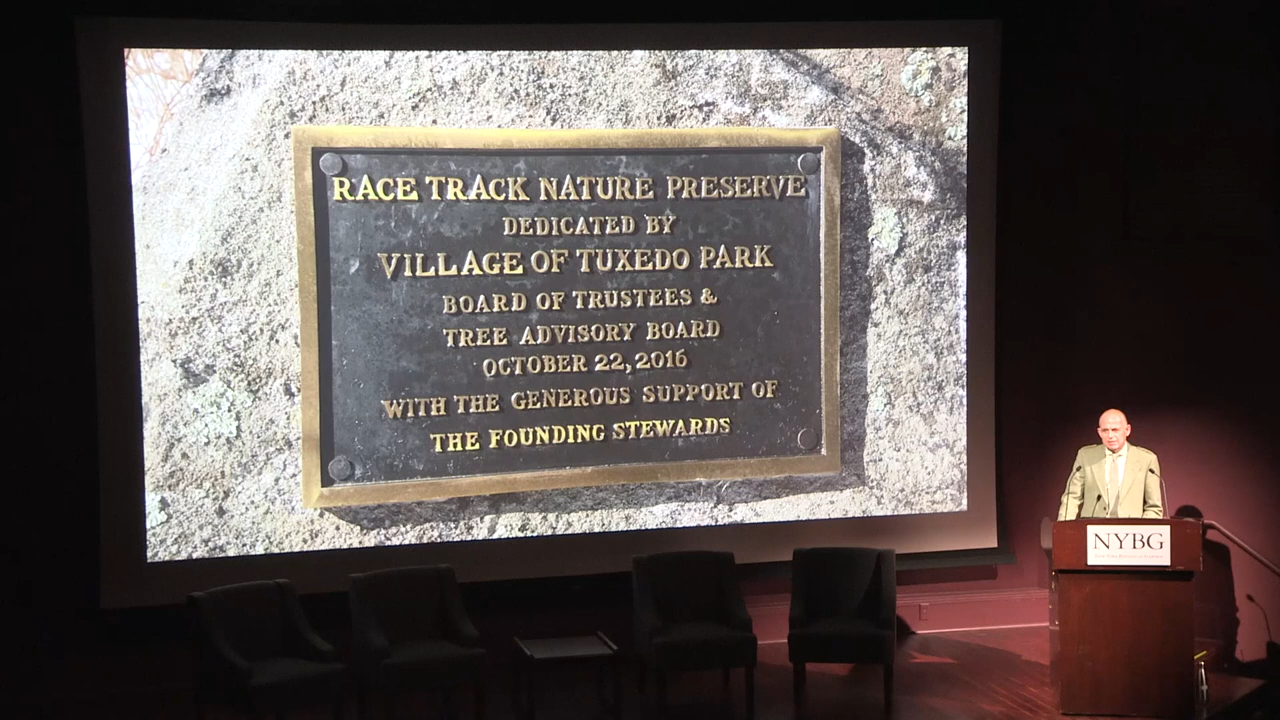 RACE TRACK NATURE PRESERVE
DEDICATED BY
VILLAGE OF TUXEDO PARK
BOARD OF TRUSTEES &
TREE ADVISORY BOARD
OCTOBER 22, 2016
WITH THE GENEROUS SUPPORT OF
THE FOUNDING STEWARDS
NYBG